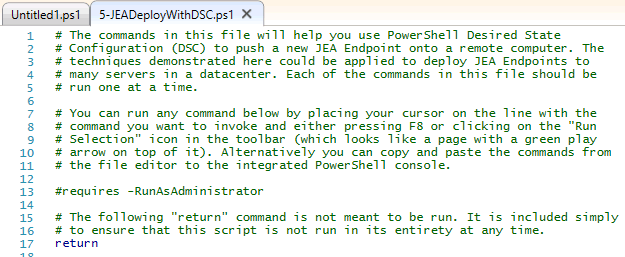 Untitled1.ps1 5-JEADeployWithDSC.ps1 X
1 # The commands in this file will help you use PowerShell Desired State
2 # Configuration (DSC) to push a new JEA Endpoint onto a remote computer. The
3 # techniques demonstrated here could be applied to deploy JEA Endpoints to
4 # many servers in a datacenter. Each of the commands in this file should be
5 # run one at a time.
6
7 # You can run any command below by placing your cursor on the line with the
8 # command you want to invoke and either pressing F8 or clicking on the "Run
9 # Selection" icon in the toolbar (which looks like a page with a green play
10 # arrow on top of it). Alternatively you can copy and paste the commands from
11 # the file editor to the integrated PowerShell console.
12
13 #requires -RunAsAdministrator
14
15 # The following "return" command is not meant to be run. It is included simply
16 # to ensure that this script is not run in its entirety at any time.
17 return
18